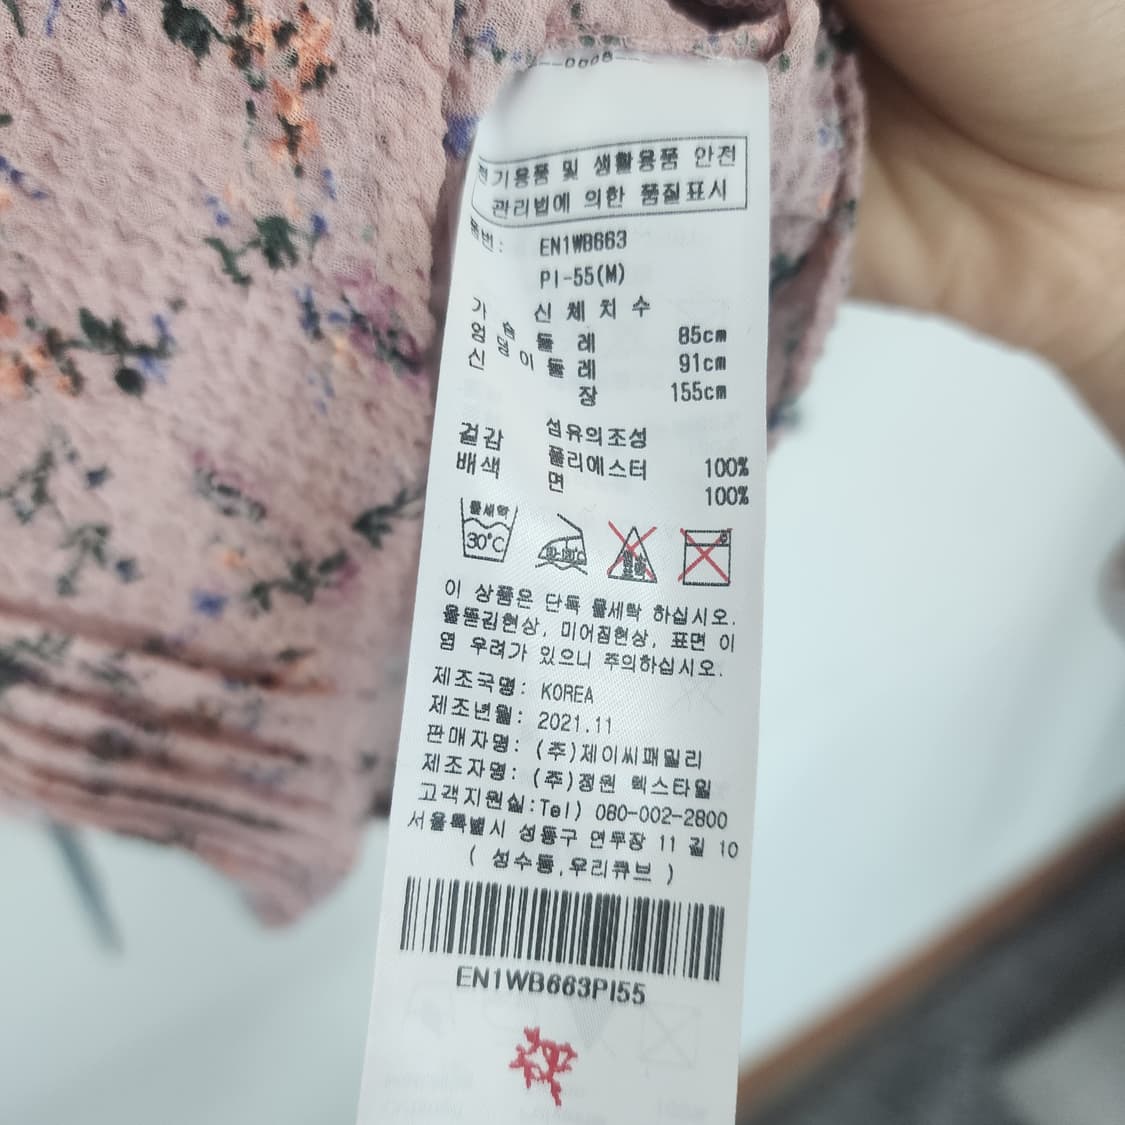 전기용품 및 생활용품 안전
관리법에 의한 품질표시
품번: EN1WB663
PI-55(M)
신 체 치 수
가 슴 둘 레 85cm
엉 덩 이 둘 레 91cm
신 장 155cm
섬유의조성
겉감 폴리에스터 100%
배색 면 100%
물세탁
30℃
이 상품은 단독 물세탁 하십시오.
올뜯김현상, 미어짐현상, 표면 이
염 우려가 있으니 주의하십시오.
제조국명: KOREA
제조년월: 2021.11
판매자명: (주)제이씨패밀리
제조자명: (주)정원 텍스타일
고객지원실:Tel) 080-002-2800
서울특별시 성동구 연무장 11 길 10
( 성수동,우리큐브 )
EN1WB663PI55